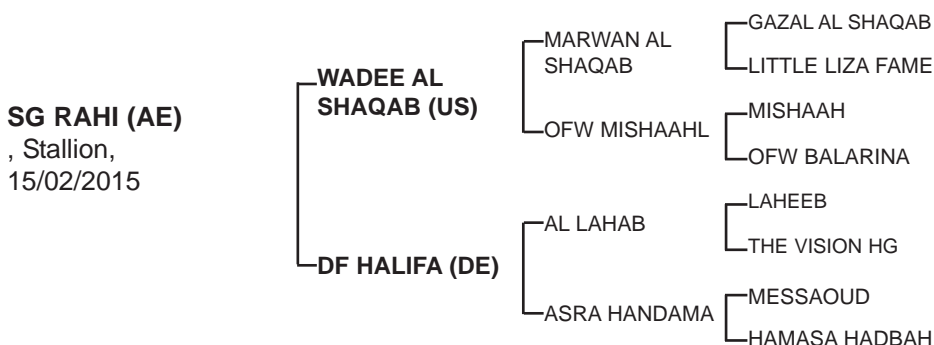 SG RAHI (AE)
, Stallion,
15/02/2015
WADEE AL
SHAQAB (US)
DF HALIFA (DE)
MARWAN AL
SHAQAB
OFW MISHAAHL
AL LAHAB
ASRA HANDAMA
GAZAL AL SHAQAB
LITTLE LIZA FAME
MISHAAH
OFW BALARINA
LAHEEB
THE VISION HG
MESSAOUD
HAMASA HADBAH